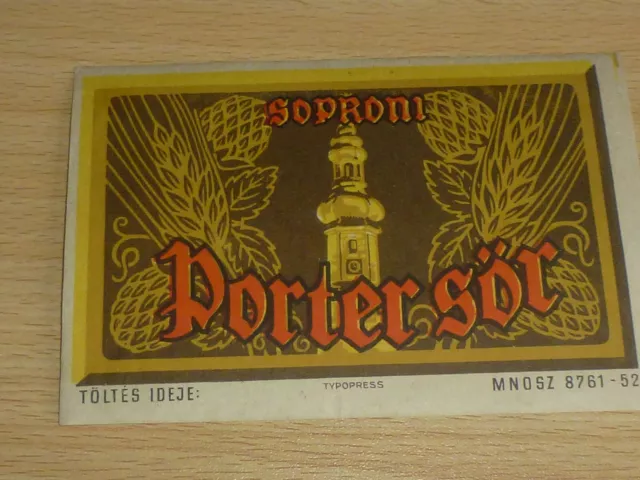 SOPRONI
Porter sör
TÖLTÉS IDEJE:
TYPOPRESS
MNOSZ 8761-52